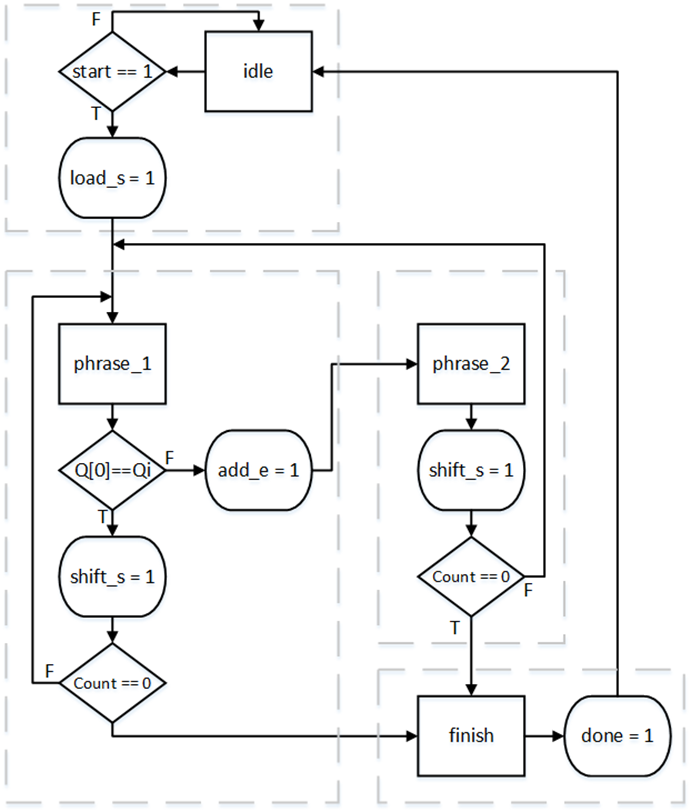 F
start == 1
idle
T
load_s = 1
phrase_1
phrase_2
Q[0]==Qi
F
add_e = 1
shift_s = 1
T
shift_s = 1
Count == 0
F
T
F
Count == 0
finish
done = 1